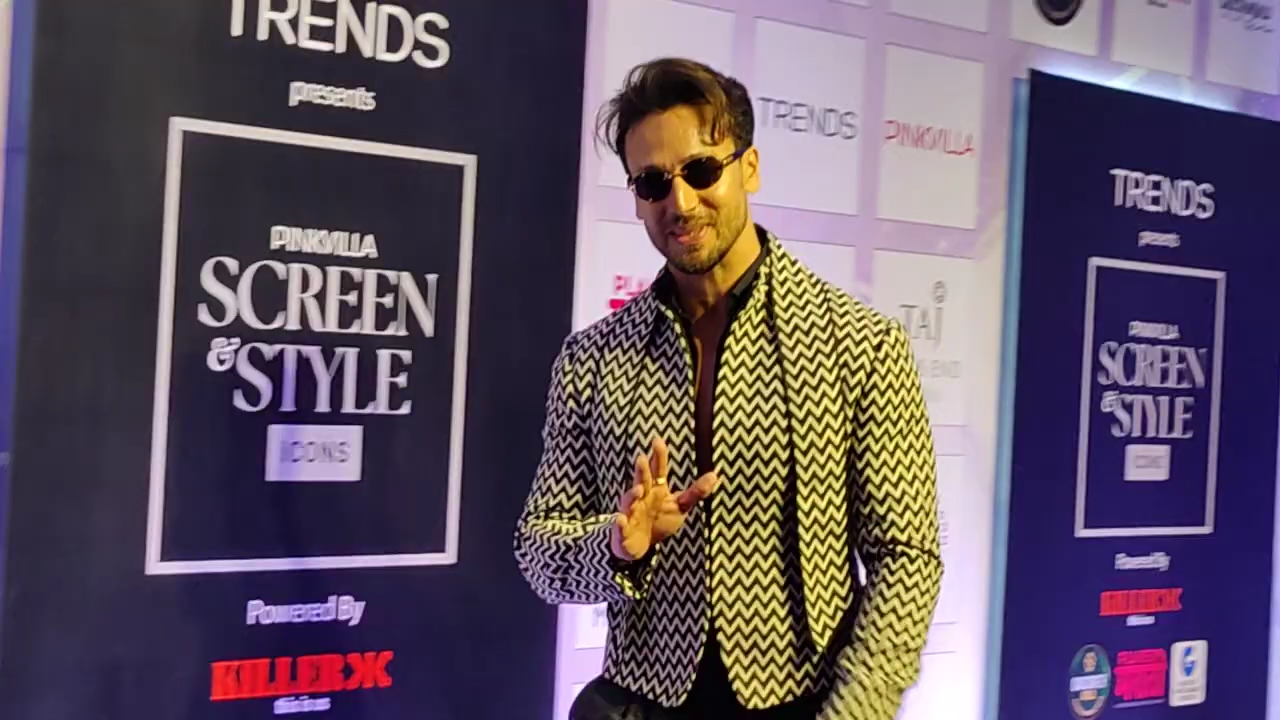 TRENDS
presents
PINKVILLA
SCREEN
& STYLE
ICONS
Powered By
KILLER
TRENDS
PINKVILLA
TAJ
TRENDS
presents
PINKVILLA
SCREEN
& STYLE
ICONS
Powered By
KILLER